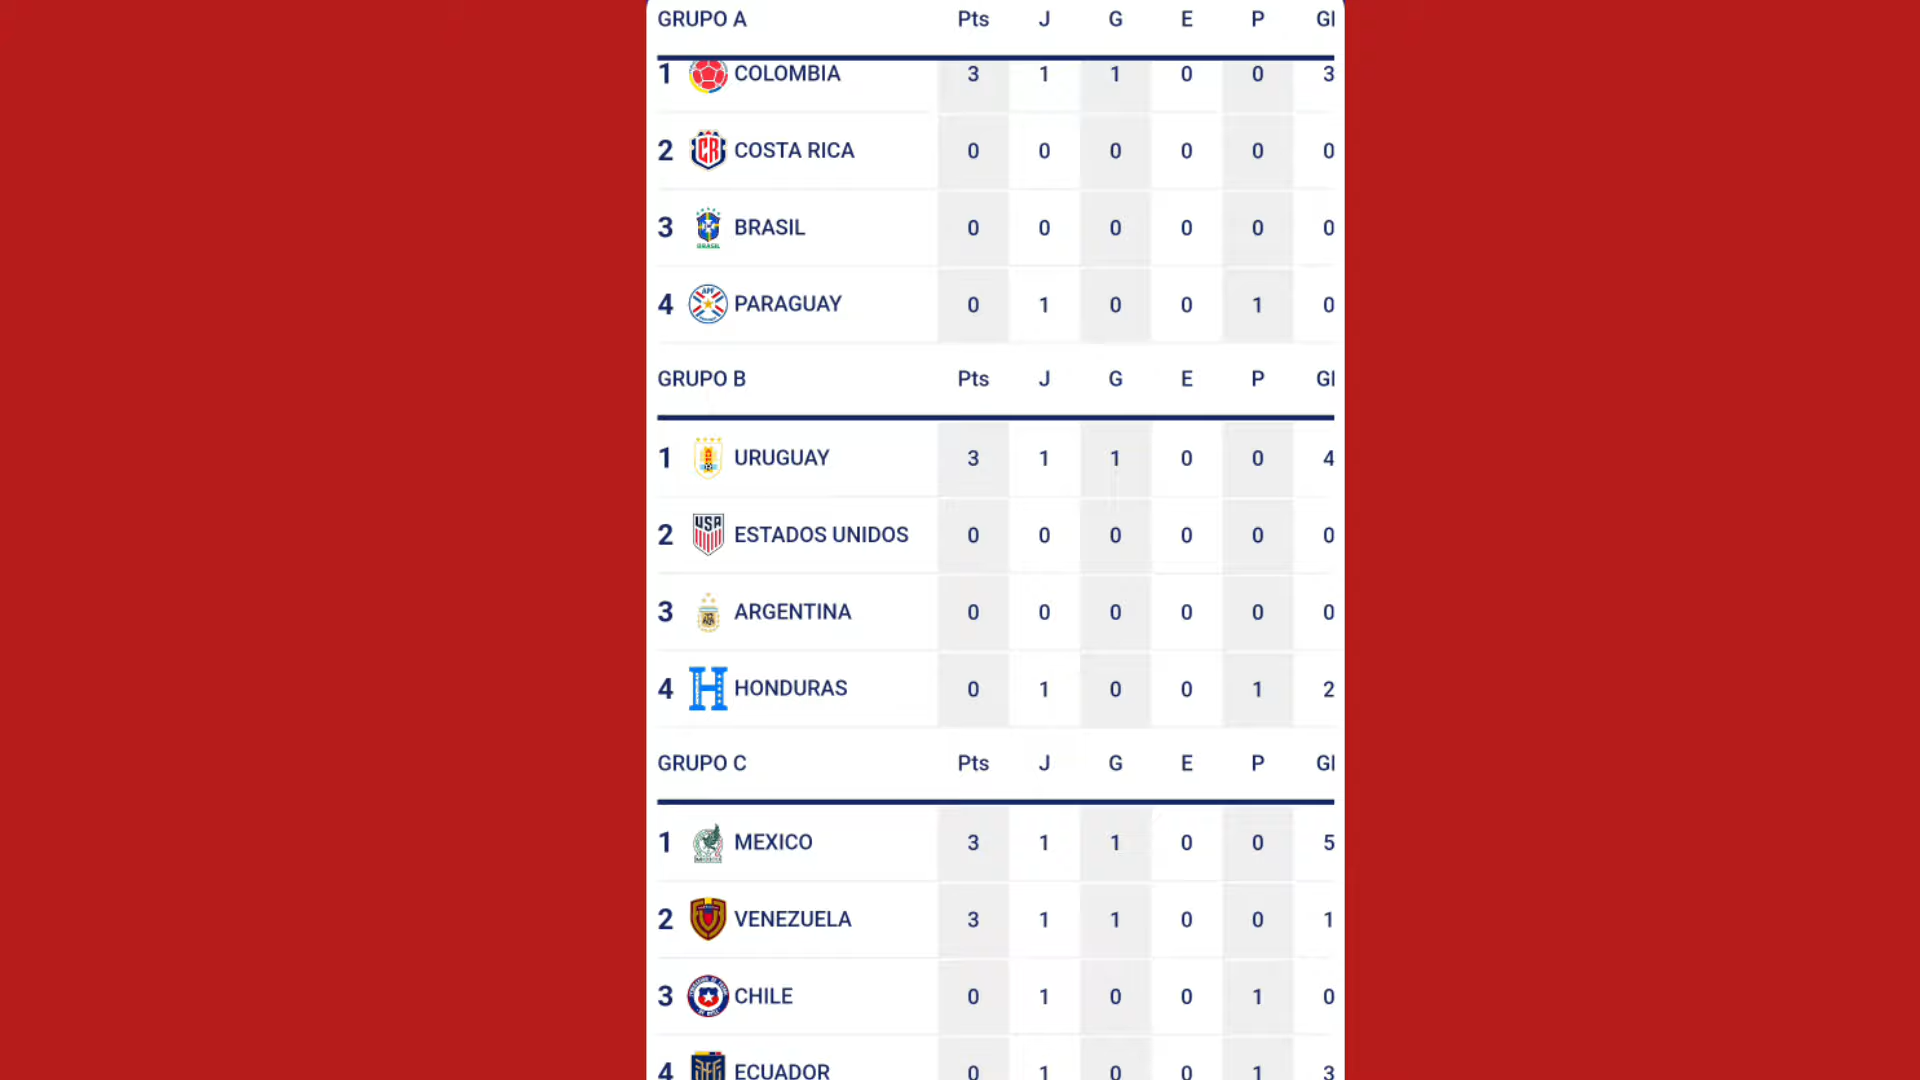 GRUPO A Pts J G E P GI
1 COLOMBIA 3 1 1 0 0 3
2 CR COSTA RICA 0 0 0 0 0 0
3 BRASIL BRASIL 0 0 0 0 0 0
4 APF PARAGUAY 0 1 0 0 1 0
GRUPO B Pts J G E P GI
1 URUGUAY 3 1 1 0 0 4
2 USA ESTADOS UNIDOS 0 0 0 0 0 0
3 ARGENTINA 0 0 0 0 0 0
4 H HONDURAS 0 1 0 0 1 2
GRUPO C Pts J G E P GI
1 MEXICO 3 1 1 0 0 5
2 VENEZUELA 3 1 1 0 0 1
3 CHILE 0 1 0 0 1 0
4 ECUADOR 0 1 0 0 1 3